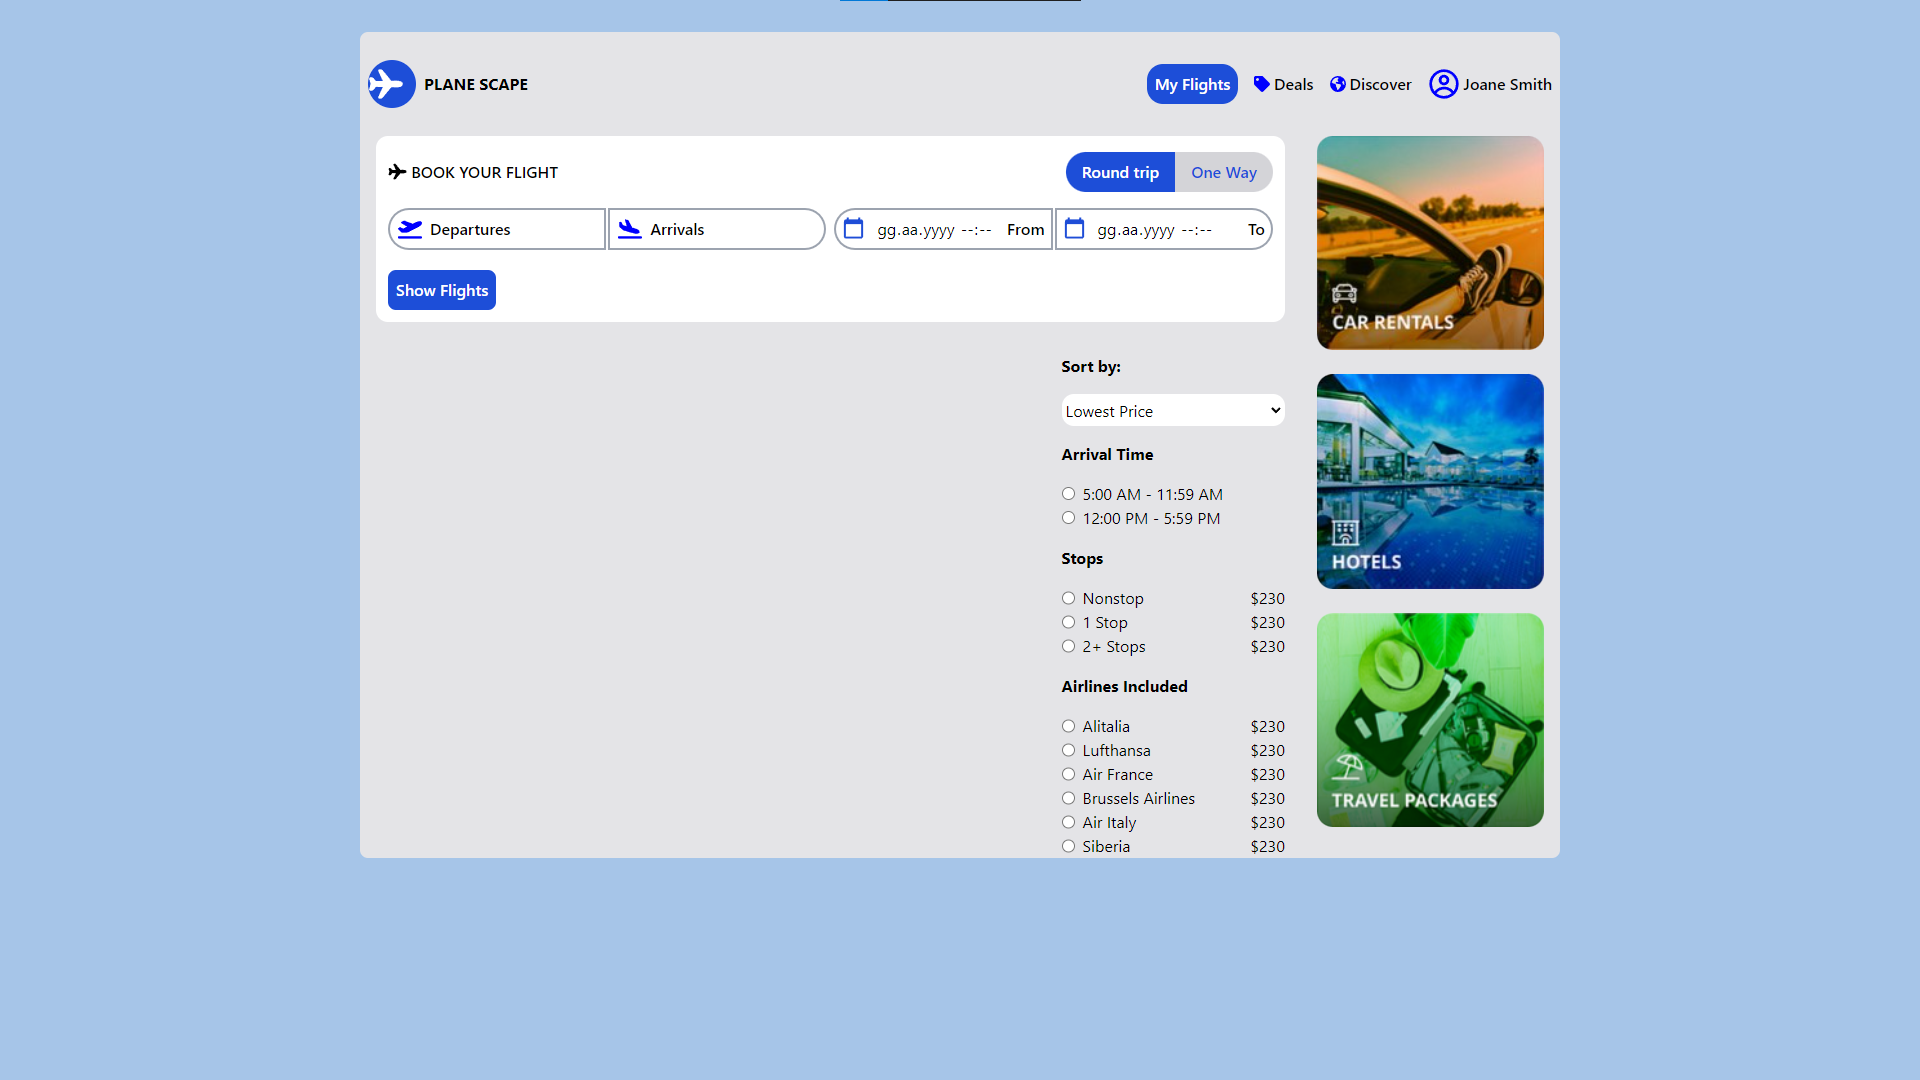 PLANE SCAPE
My Flights
Deals
Discover
Joane Smith
BOOK YOUR FLIGHT
Round trip
One Way
Departures
Arrivals
gg.aa.yyyy --:--
From
gg.aa.yyyy --:--
To
Show Flights
Sort by:
Lowest Price
Arrival Time
5:00 AM - 11:59 AM
12:00 PM - 5:59 PM
Stops
Nonstop $230
1 Stop $230
2+ Stops $230
Airlines Included
Alitalia $230
Lufthansa $230
Air France $230
Brussels Airlines $230
Air Italy $230
Siberia $230
CAR RENTALS
HOTELS
TRAVEL PACKAGES